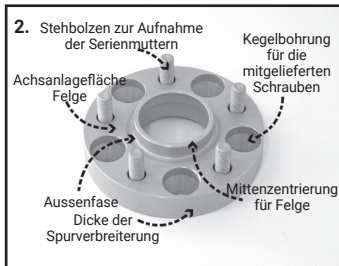 2.
Stehbolzen zur Aufnahme
der Serienmuttern
Kegelbohrung
für die
mitgelieferten
Schrauben
Achsanlagefläche
Felge
Aussenfase
Dicke der
Spurverbreiterung
Mittenzentrierung
für Felge